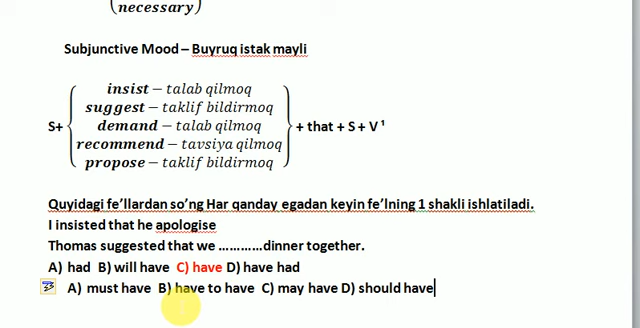 necessary
Subjunctive Mood – Buyruq istak mayli
insist – talab qilmoq
suggest – taklif bildirmoq
S+ demand – talab qilmoq + that + S + V¹
recommend – tavsiya qilmoq
propose – taklif bildirmoq
Quyidagi fe'llardan so'ng Har qanday egadan keyin fe'lning 1 shakli ishlatiladi.
I insisted that he apologise
Thomas suggested that we …………dinner together.
A) had B) will have C) have D) have had
A) must have B) have to have C) may have D) should have